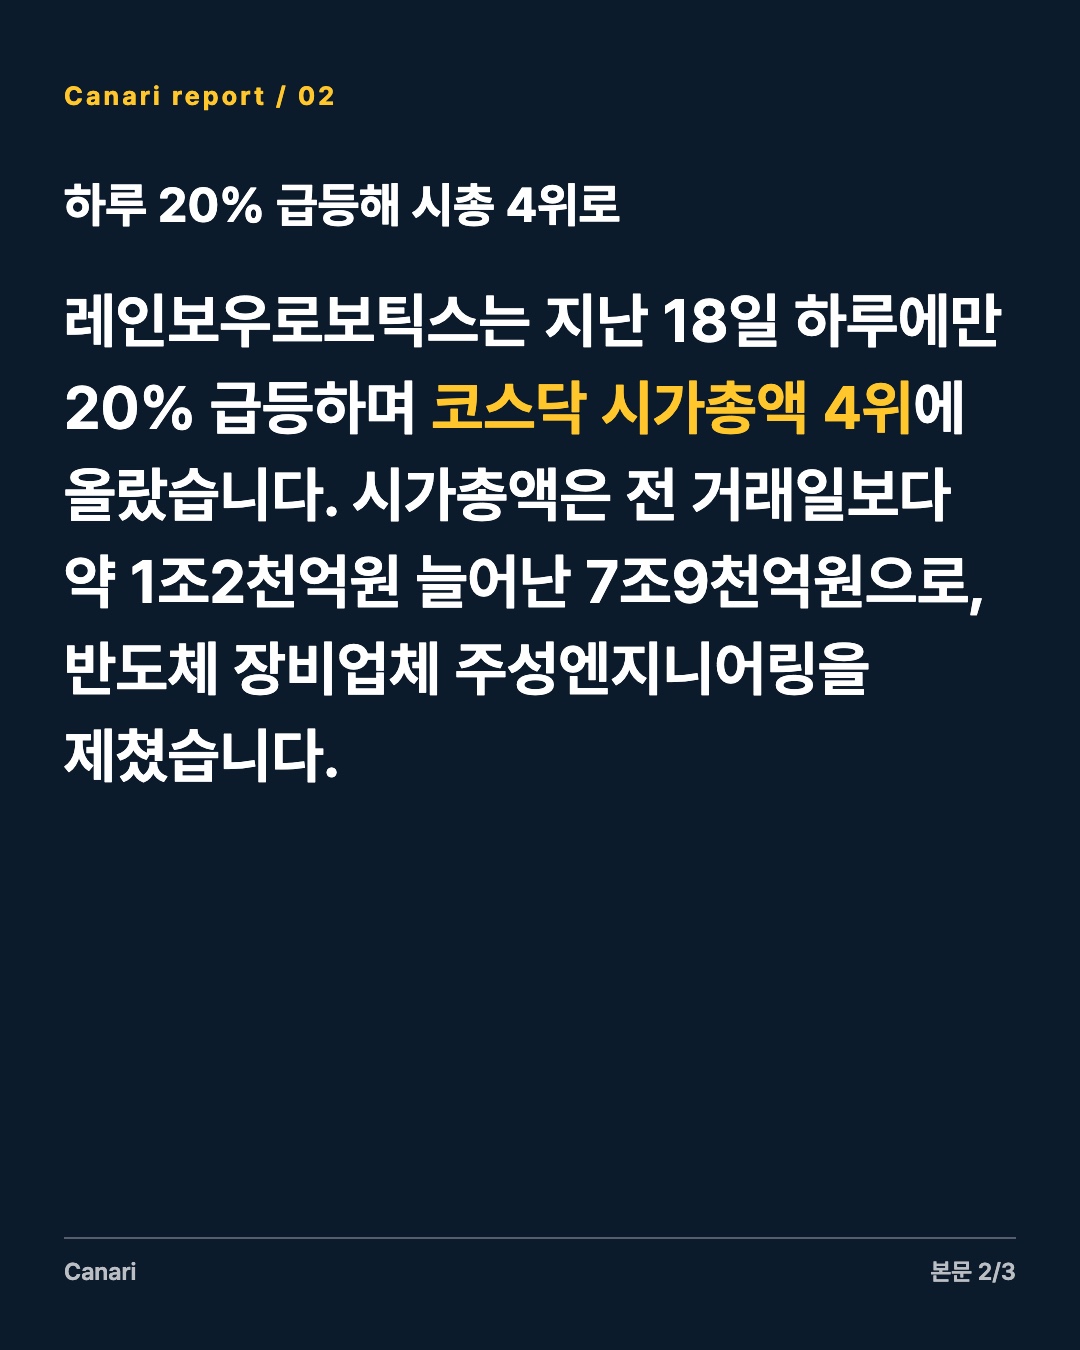 Canari report / 02
하루 20% 급등해 시총 4위로
레인보우로보틱스는 지난 18일 하루에만
20% 급등하며 코스닥 시가총액 4위에
올랐습니다. 시가총액은 전 거래일보다
약 1조2천억원 늘어난 7조9천억원으로,
반도체 장비업체 주성엔지니어링을
제쳤습니다.
Canari
본문 2/3